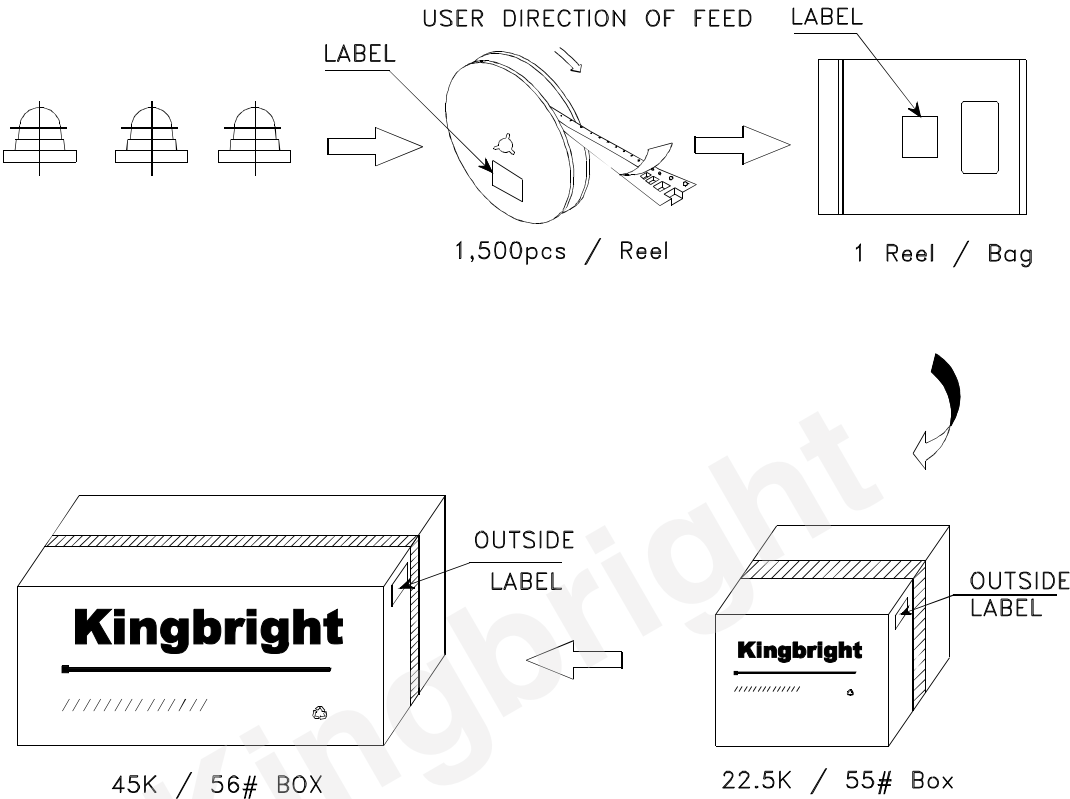 USER DIRECTION OF FEED
LABEL
LABEL
1,500pcs / Reel
1 Reel / Bag
OUTSIDE
LABEL
Kingbright
45K / 56# BOX
OUTSIDE
LABEL
Kingbright
22.5K / 55# Box
Kingbright